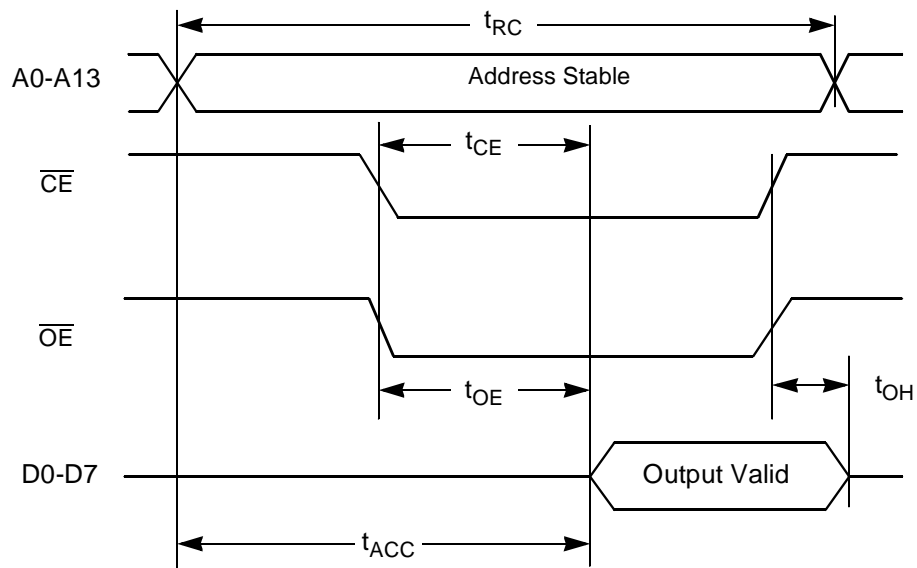 tRC
A0-A13
Address Stable
tCE
CE
OE
tOE
tOH
D0-D7
Output Valid
tACC